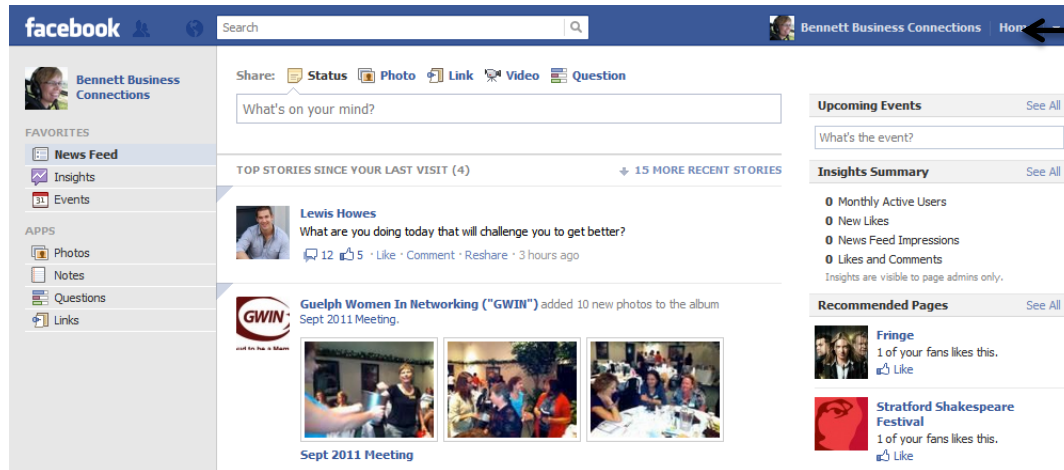 facebook
Search
Bennett Business Connections
Hom
Bennett Business
Connections
FAVORITES
News Feed
31 Events
Insights
APPS
Photos
Notes
Questions
Links
Share: Status Photo Link Video Question
What's on your mind?
TOP STORIES SINCE YOUR LAST VISIT (4)
15 MORE RECENT STORIES
Lewis Howes
What are you doing today that will challenge you to get better?
12 5 · Like · Comment · Reshare · 3 hours ago
GWIN
Guelph Women In Networking ("GWIN") added 10 new photos to the album
Sept 2011 Meeting.
Sept 2011 Meeting
Upcoming Events See All
What's the event?
Insights Summary See All
0 Monthly Active Users
0 New Likes
0 News Feed Impressions
0 Likes and Comments
Insights are visible to page admins only.
Recommended Pages See All
Fringe
1 of your fans likes this.
Like
Stratford Shakespeare
Festival
1 of your fans likes this.
Like